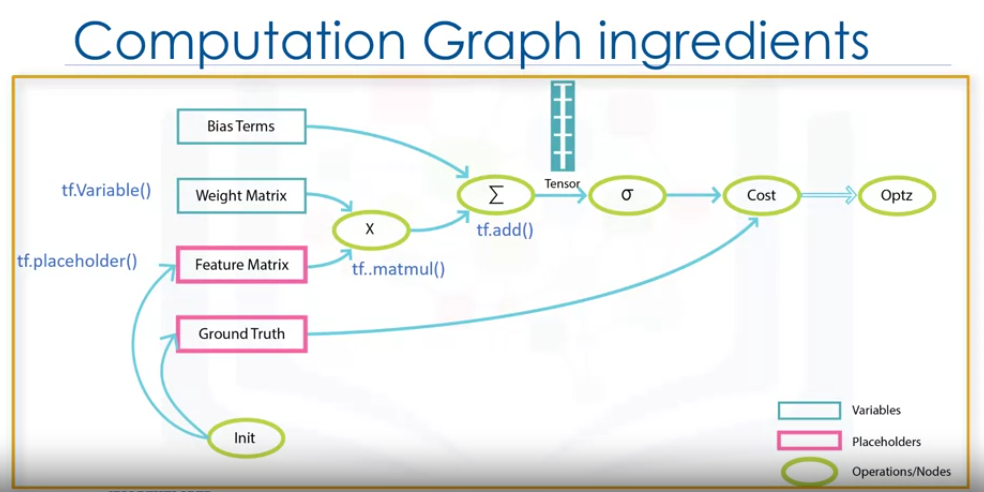 Computation Graph ingredients
Bias Terms
tf.Variable()
Weight Matrix
Σ
Tensor
σ
Cost
Optz
X
tf.add()
tf.placeholder()
Feature Matrix
tf..matmul()
Ground Truth
Init
Variables
Placeholders
Operations/Nodes